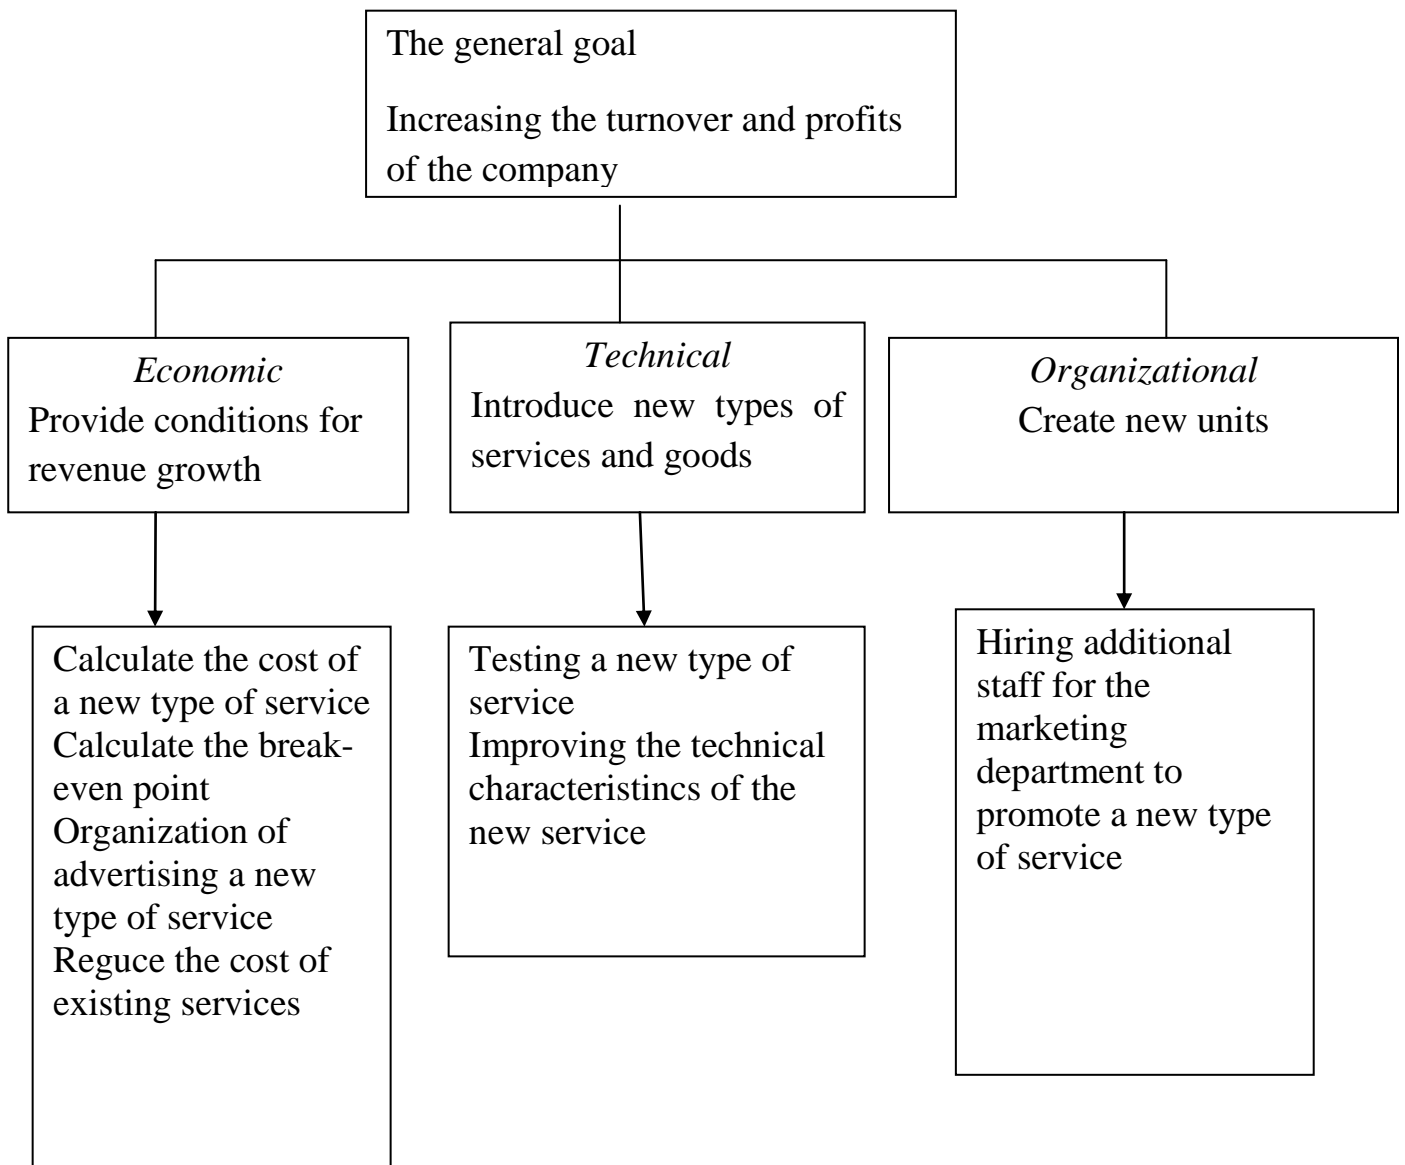 The general goal
Increasing the turnover and profits
of the company
Economic
Provide conditions for
revenue growth
Technical
Introduce new types of
services and goods
Organizational
Create new units
Calculate the cost of
a new type of service
Calculate the break-
even point
Organization of
advertising a new
type of service
Reguce the cost of
existing services
Testing a new type of
service
Improving the technical
characteristincs of the
new service
Hiring additional
staff for the
marketing
department to
promote a new type
of service